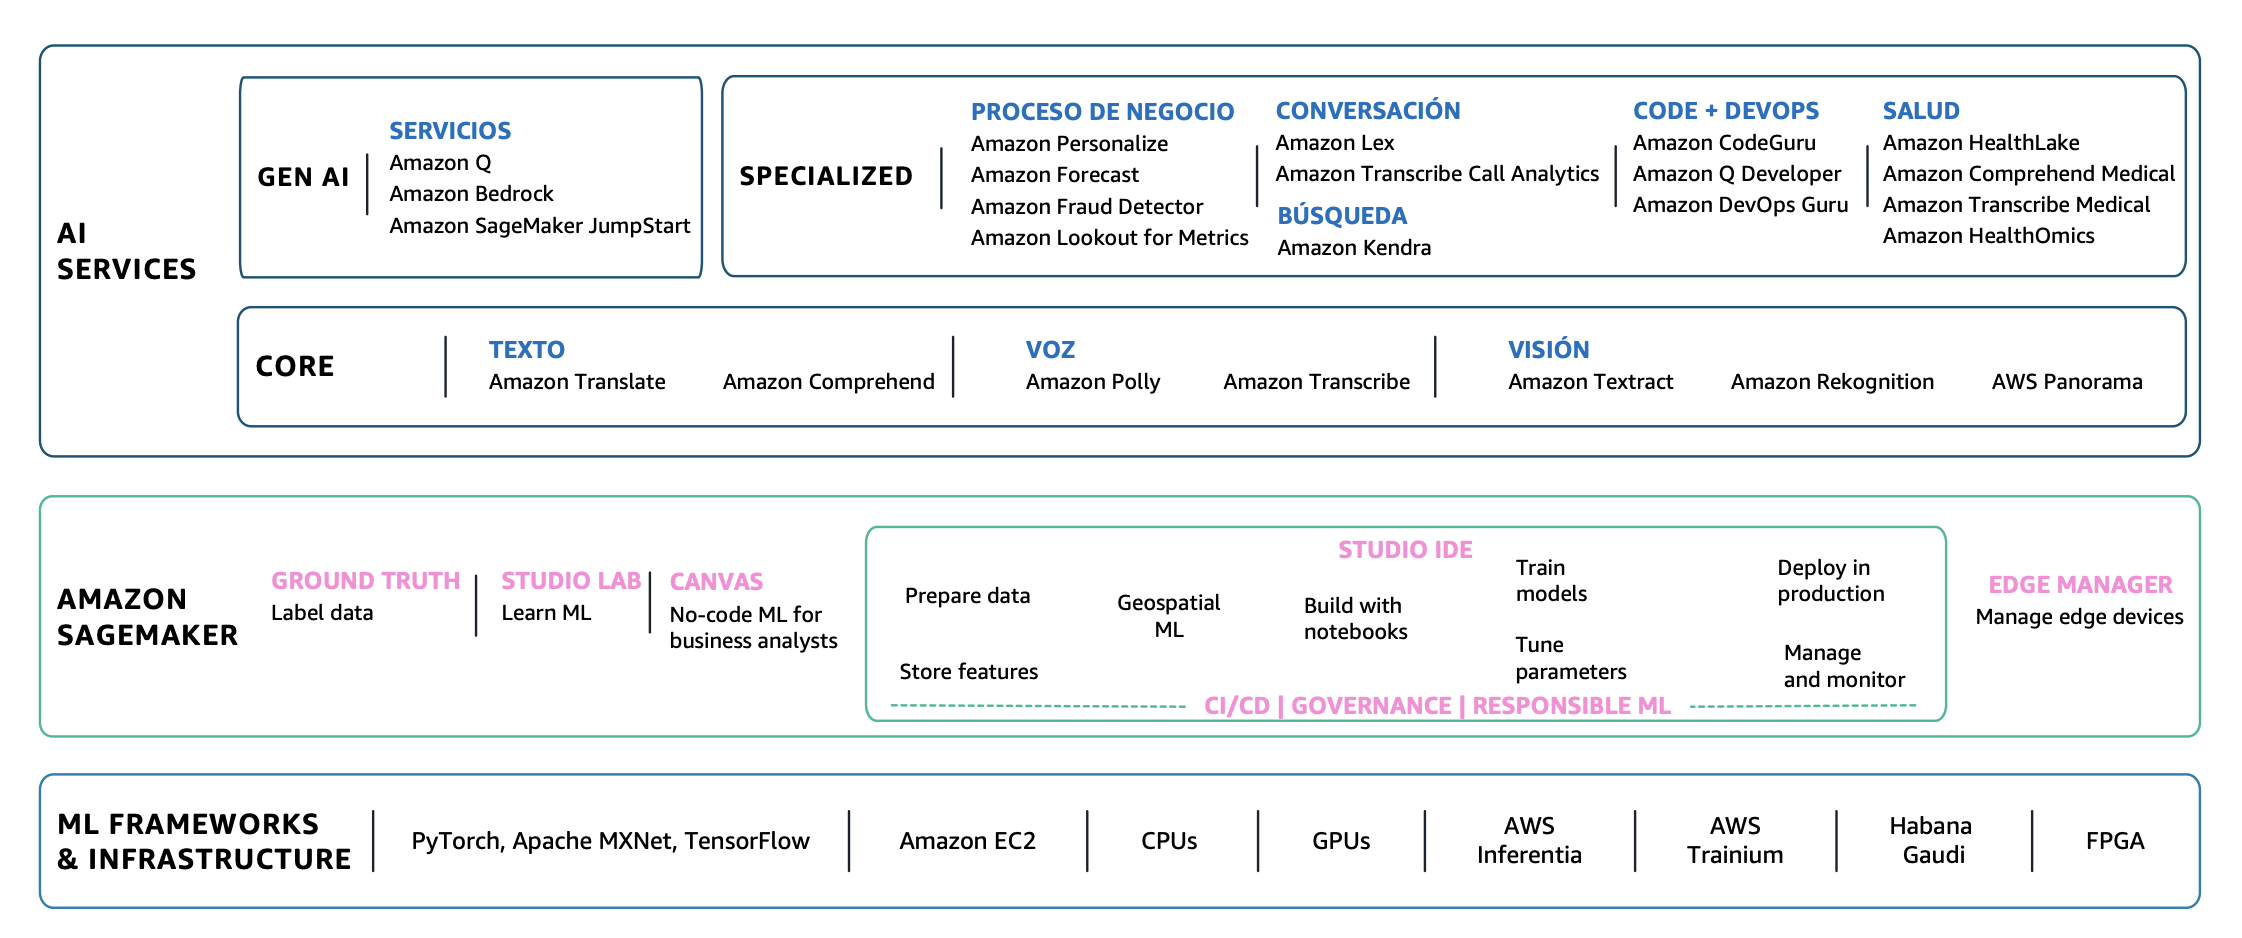 AI
SERVICES
GEN AI
SERVICIOS
Amazon Q
Amazon Bedrock
Amazon SageMaker JumpStart
SPECIALIZED
PROCESO DE NEGOCIO
Amazon Personalize
Amazon Forecast
Amazon Fraud Detector
Amazon Lookout for Metrics
CONVERSACIÓN
Amazon Lex
Amazon Transcribe Call Analytics
BÚSQUEDA
Amazon Kendra
CODE + DEVOPS
Amazon CodeGuru
Amazon Q Developer
Amazon DevOps Guru
SALUD
Amazon HealthLake
Amazon Comprehend Medical
Amazon Transcribe Medical
Amazon HealthOmics
CORE
TEXTO
Amazon Translate
Amazon Comprehend
VOZ
Amazon Polly
Amazon Transcribe
VISIÓN
Amazon Textract
Amazon Rekognition
AWS Panorama
AMAZON
SAGEMAKER
GROUND TRUTH
Label data
STUDIO LAB
Learn ML
CANVAS
No-code ML for
business analysts
STUDIO IDE
Prepare data
Store features
Geospatial
ML
Build with
notebooks
Train
models
Tune
parameters
Deploy in
production
Manage
and monitor
CI/CD | GOVERNANCE | RESPONSIBLE ML
EDGE MANAGER
Manage edge devices
ML FRAMEWORKS
& INFRASTRUCTURE
PyTorch, Apache MXNet, TensorFlow
Amazon EC2
CPUs
GPUs
AWS
Inferentia
AWS
Trainium
Habana
Gaudi
FPGA